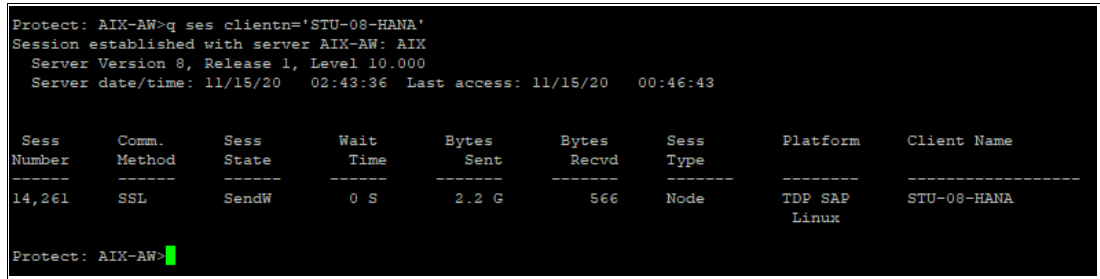 Protect: AIX-AW>q ses clientn='STU-08-HANA'
Session established with server AIX-AW: AIX
  Server Version 8, Release 1, Level 10.000
  Server date/time: 11/15/20   02:43:36  Last access: 11/15/20   00:46:43
Sess Comm. Sess Wait Bytes Bytes Sess Platform Client Name
Number Method State Time Sent Recvd Type
------ ------ ------ ------ ------- ------- ------- -------- ------------------
14,261 SSL SendW 0 S 2.2 G 566 Node TDP SAP STU-08-HANA
Linux
Protect: AIX-AW>